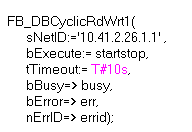 FB_DBCyclicRdWrt1(
sNetID:='10.41.2.26.1.1' ,
bExecute:= startstop,
tTimeout:= T#10s,
bBusy=> busy,
bError=> err,
nErrID=> errid);